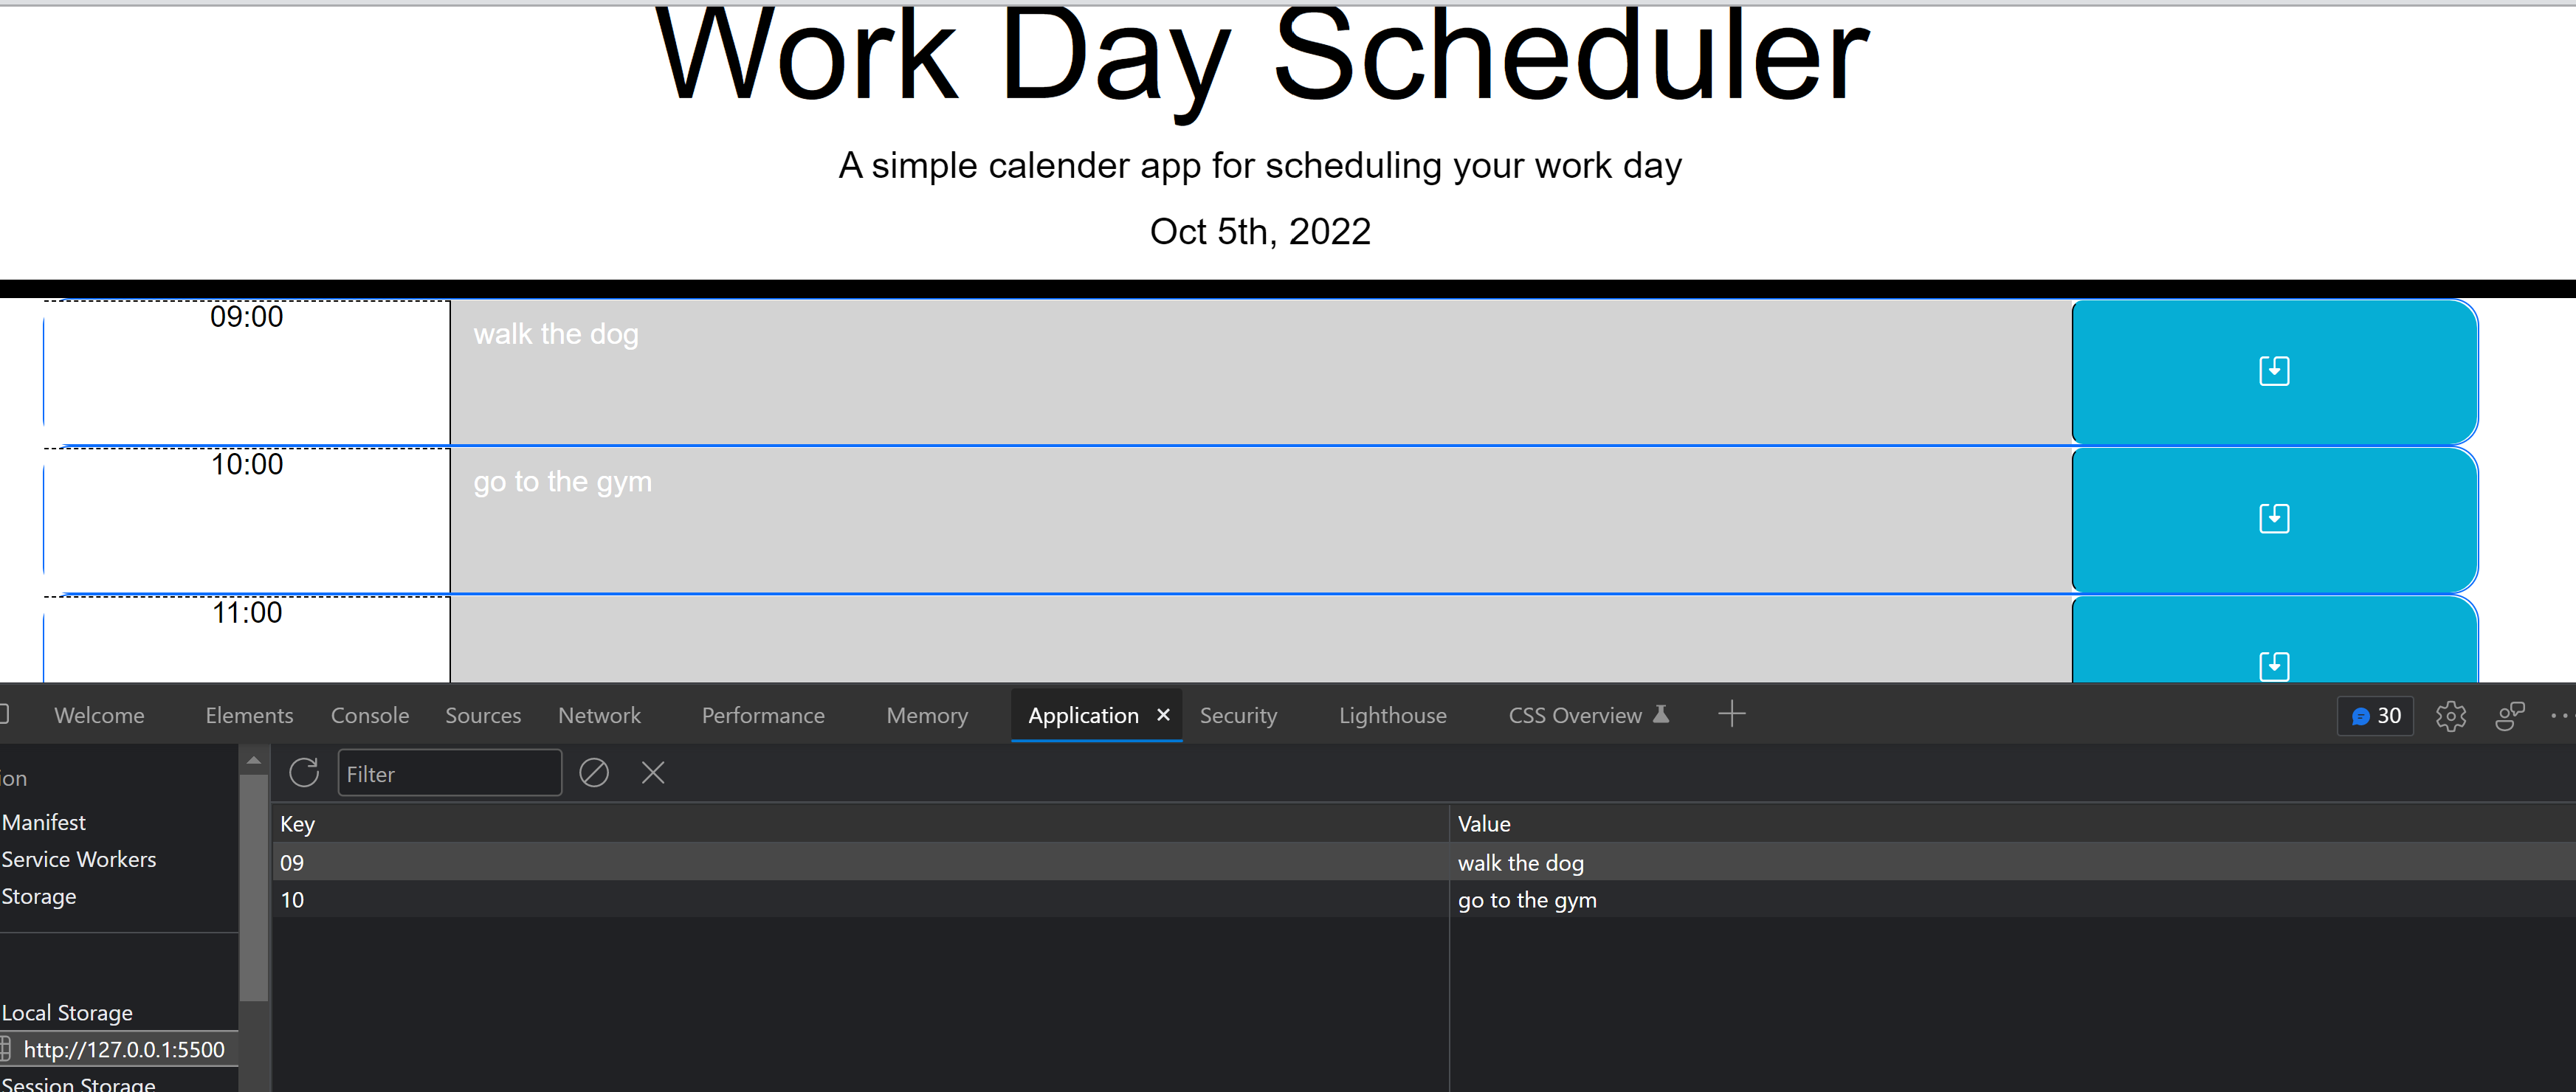 Work Day Scheduler
A simple calender app for scheduling your work day
Oct 5th, 2022
09:00 walk the dog
10:00 go to the gym
11:00
Welcome Elements Console Sources Network Performance Memory Application Security Lighthouse CSS Overview 30
ion Filter
Manifest Key Value
Service Workers 09 walk the dog
Storage 10 go to the gym
Local Storage
http://127.0.0.1:5500
Session Storage